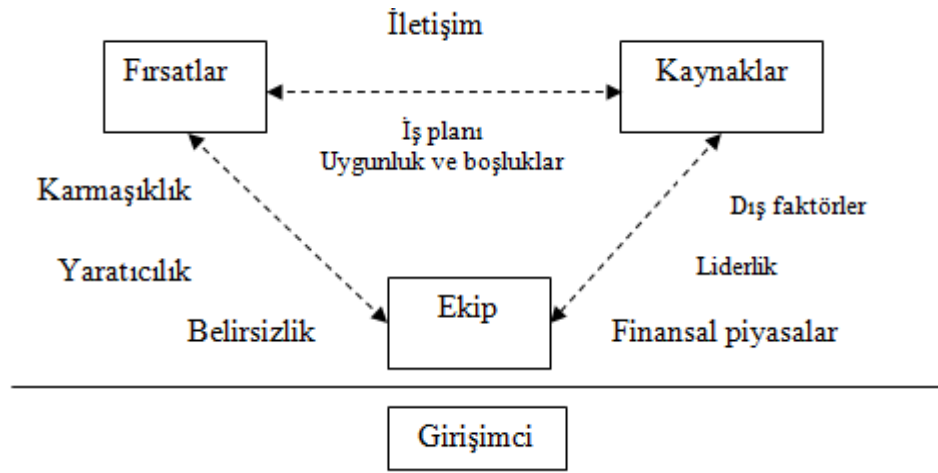 İletişim
Fırsatlar
Kaynaklar
İş planı
Uygunluk ve boşluklar
Karmaşıklık
Dış faktörler
Yaratıcılık
Liderlik
Ekip
Belirsizlik
Finansal piyasalar
Girişimci